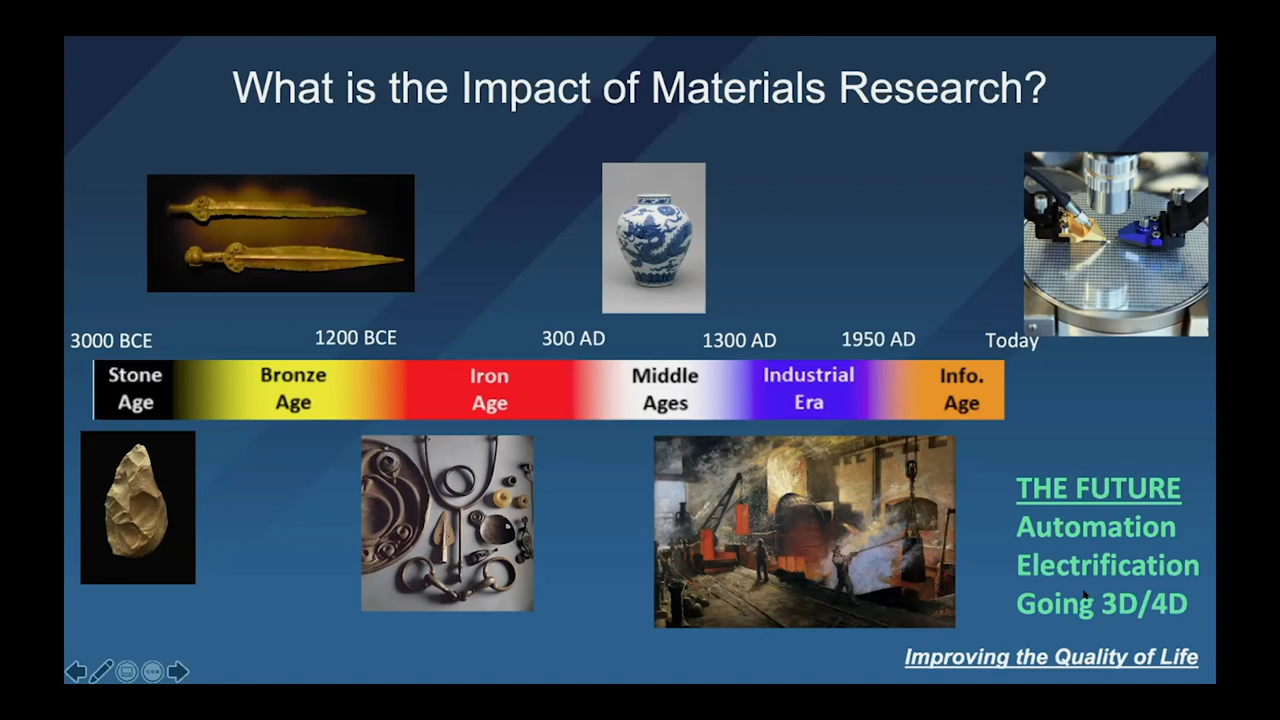 What is the Impact of Materials Research?
3000 BCE
1200 BCE
300 AD
1300 AD
1950 AD
Today
Stone
Age
Bronze
Age
Iron
Age
Middle
Ages
Industrial
Era
Info.
Age
THE FUTURE
Automation
Electrification
Going 3D/4D
Improving the Quality of Life